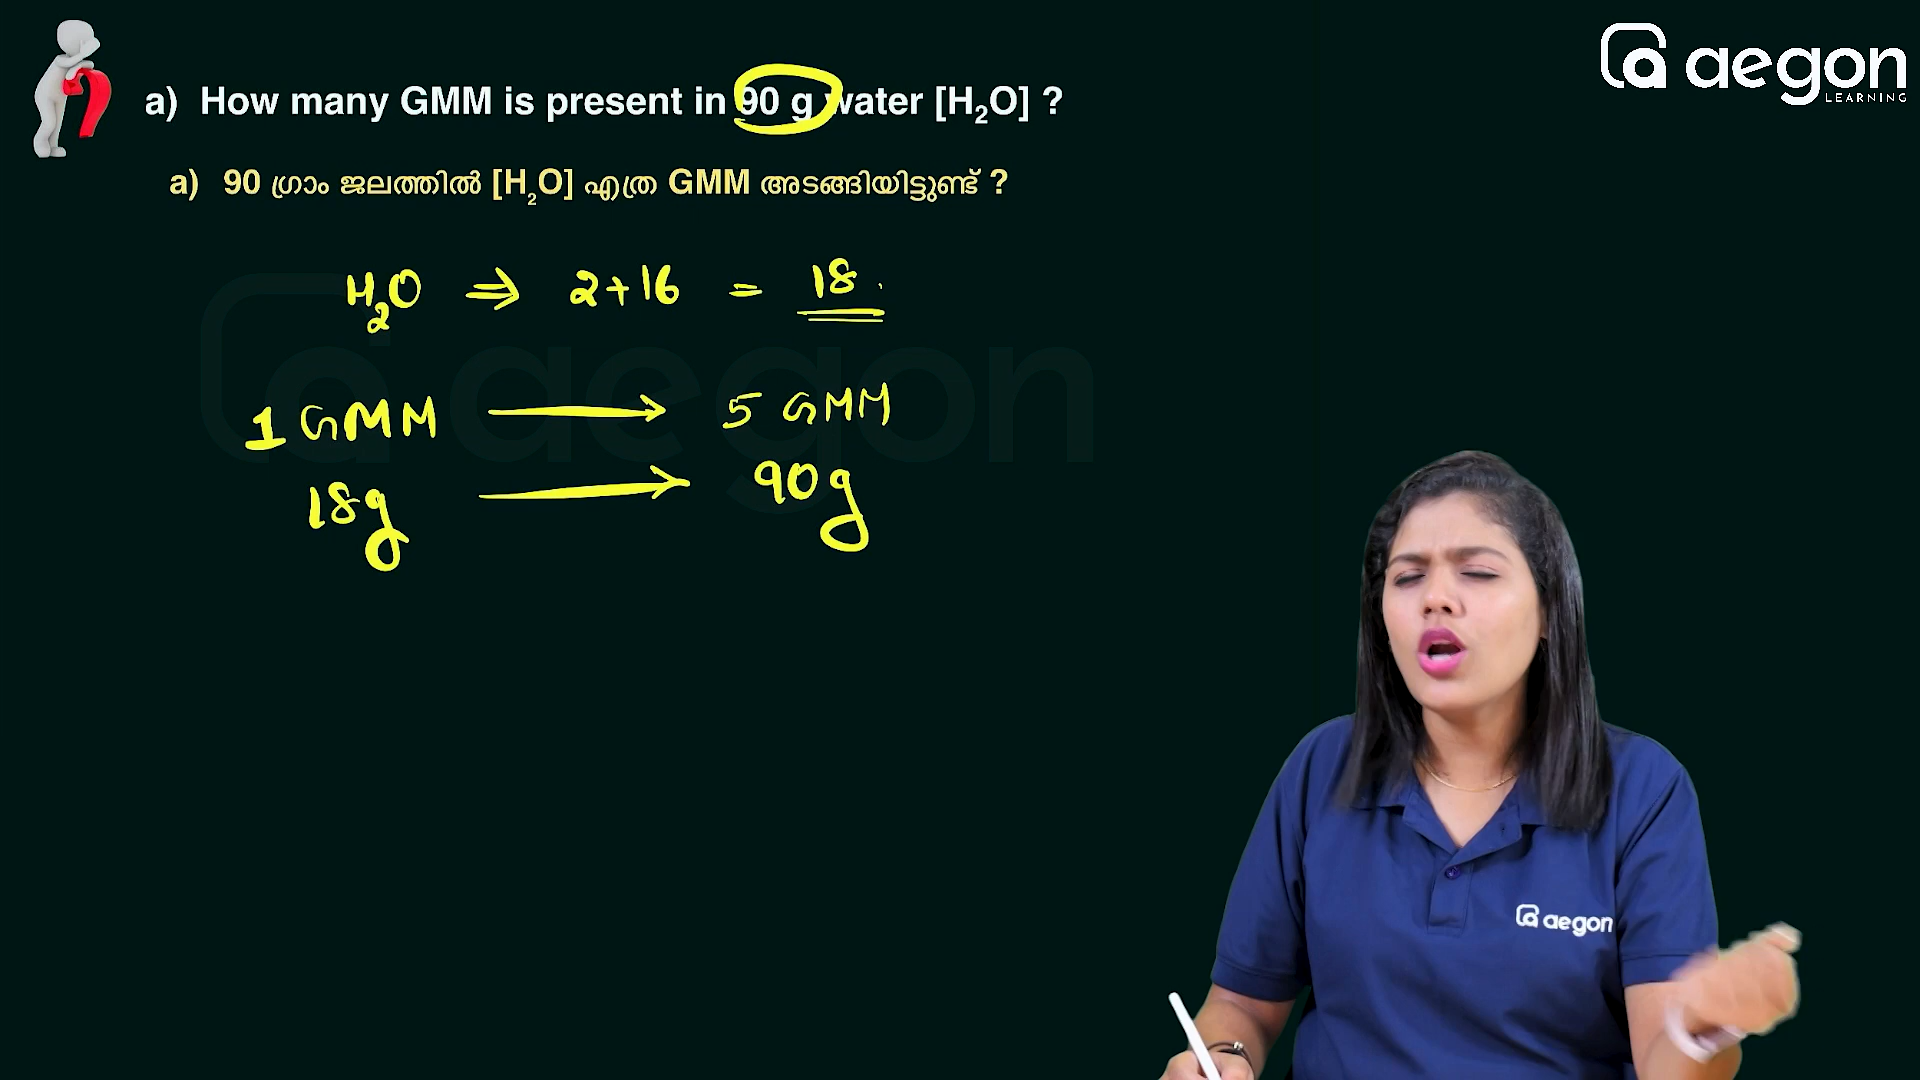 aegon
LEARNING
a) How many GMM is present in 90 g water [H₂O] ?
a) 90 ഗ്രാം ജലത്തിൽ [H₂O] എത്ര GMM അടങ്ങിയിട്ടുണ്ട് ?
H₂O ⇒ 2+16 = 18.
1 GMM → 5 GMM
18g → 90g
aegon
aegon